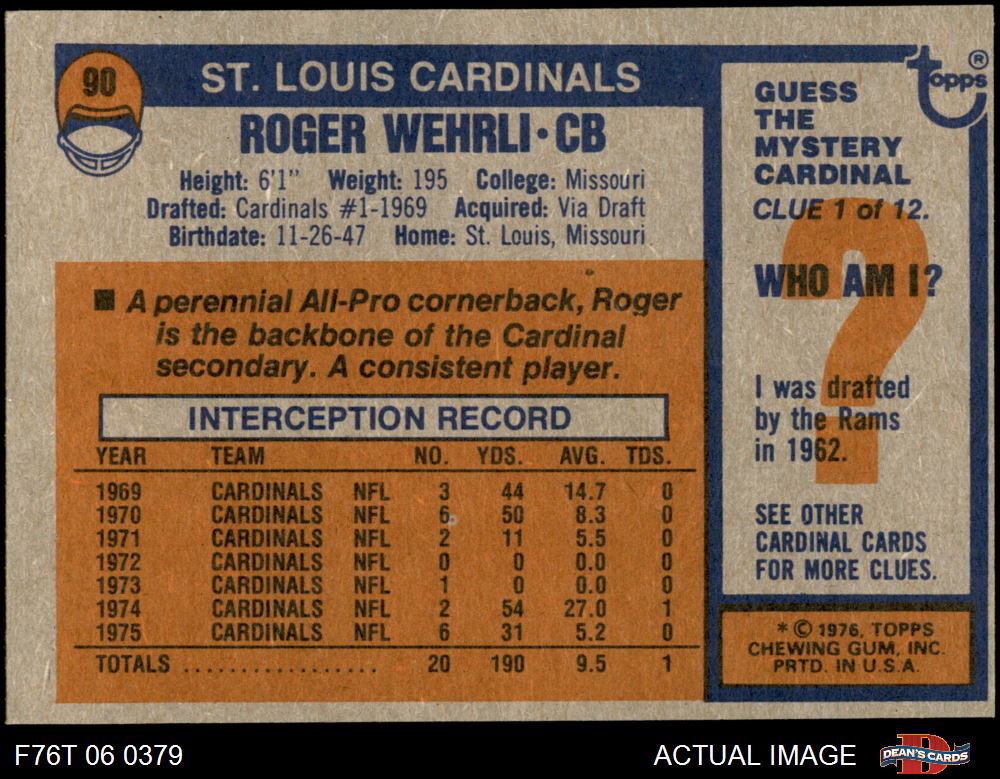 90
ST. LOUIS CARDINALS
ROGER WEHRLI • CB
Height: 6'1" Weight: 195 College: Missouri
Drafted: Cardinals #1-1969 Acquired: Via Draft
Birthdate: 11-26-47 Home: St. Louis, Missouri
■ A perennial All-Pro cornerback, Roger
is the backbone of the Cardinal
secondary. A consistent player.
INTERCEPTION RECORD
YEAR TEAM NO. YDS. AVG. TDS.
1969 CARDINALS NFL 3 44 14.7 0
1970 CARDINALS NFL 6 50 8.3 0
1971 CARDINALS NFL 2 11 5.5 0
1972 CARDINALS NFL 0 0 0.0 0
1973 CARDINALS NFL 1 0 0.0 0
1974 CARDINALS NFL 2 54 27.0 1
1975 CARDINALS NFL 6 31 5.2 0
TOTALS .................. 20 190 9.5 1
topps®
GUESS
THE
MYSTERY
CARDINAL
CLUE 1 of 12.
WHO AM I?
?
I was drafted
by the Rams
in 1962.
SEE OTHER
CARDINAL CARDS
FOR MORE CLUES.
* © 1976, TOPPS
CHEWING GUM, INC.
PRTD. IN U.S.A.
F76T 06 0379
ACTUAL IMAGE
DEAN'S CARDS